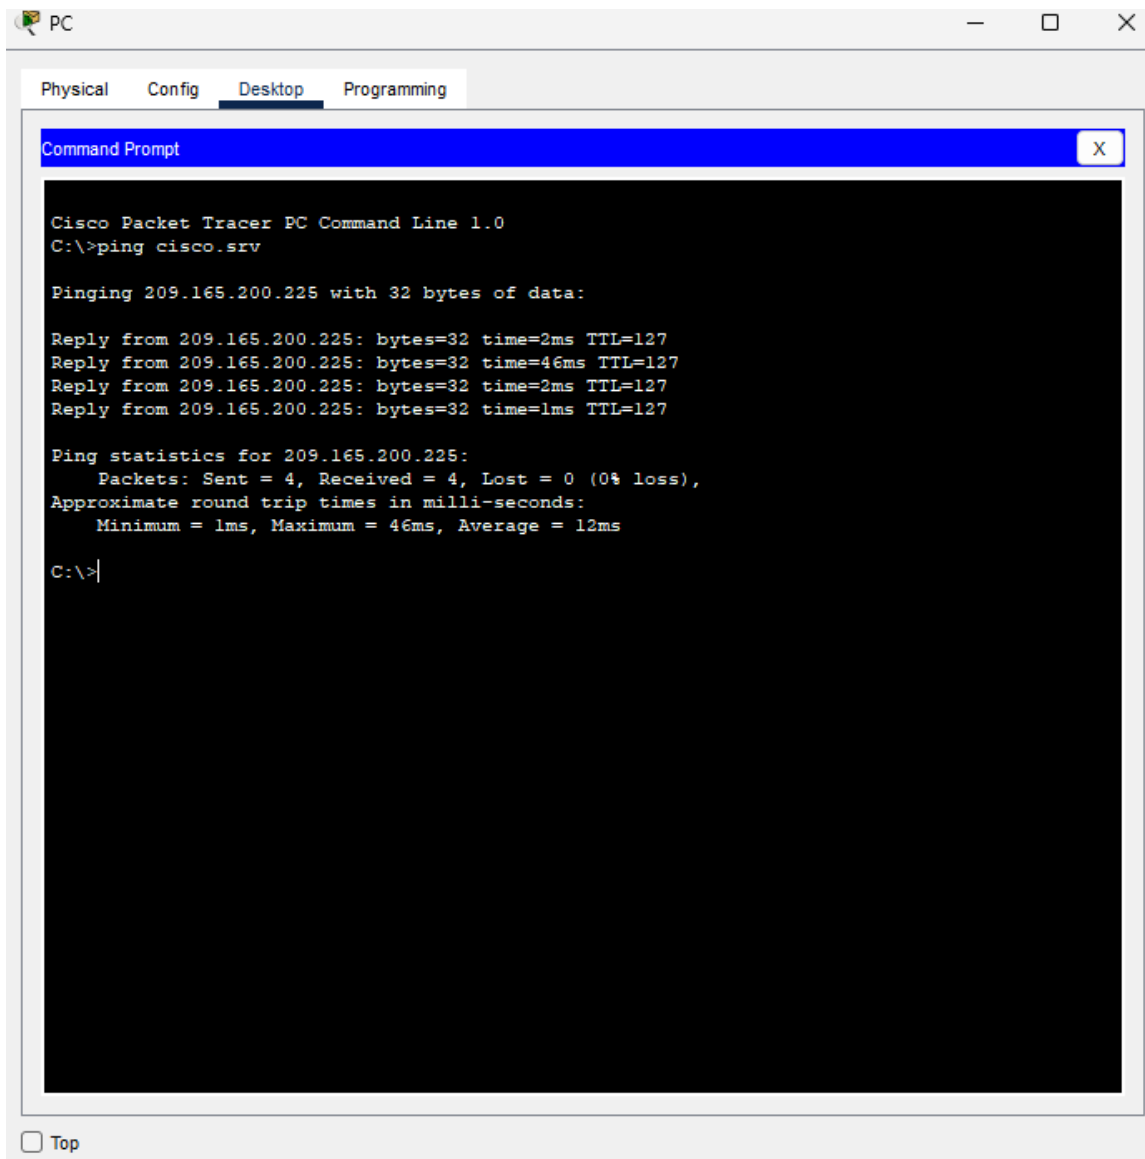 PC
Physical Config Desktop Programming
Command Prompt X
Cisco Packet Tracer PC Command Line 1.0
C:\>ping cisco.srv
Pinging 209.165.200.225 with 32 bytes of data:
Reply from 209.165.200.225: bytes=32 time=2ms TTL=127
Reply from 209.165.200.225: bytes=32 time=46ms TTL=127
Reply from 209.165.200.225: bytes=32 time=2ms TTL=127
Reply from 209.165.200.225: bytes=32 time=1ms TTL=127
Ping statistics for 209.165.200.225:
Packets: Sent = 4, Received = 4, Lost = 0 (0% loss),
Approximate round trip times in milli-seconds:
Minimum = 1ms, Maximum = 46ms, Average = 12ms
C:\>
Top